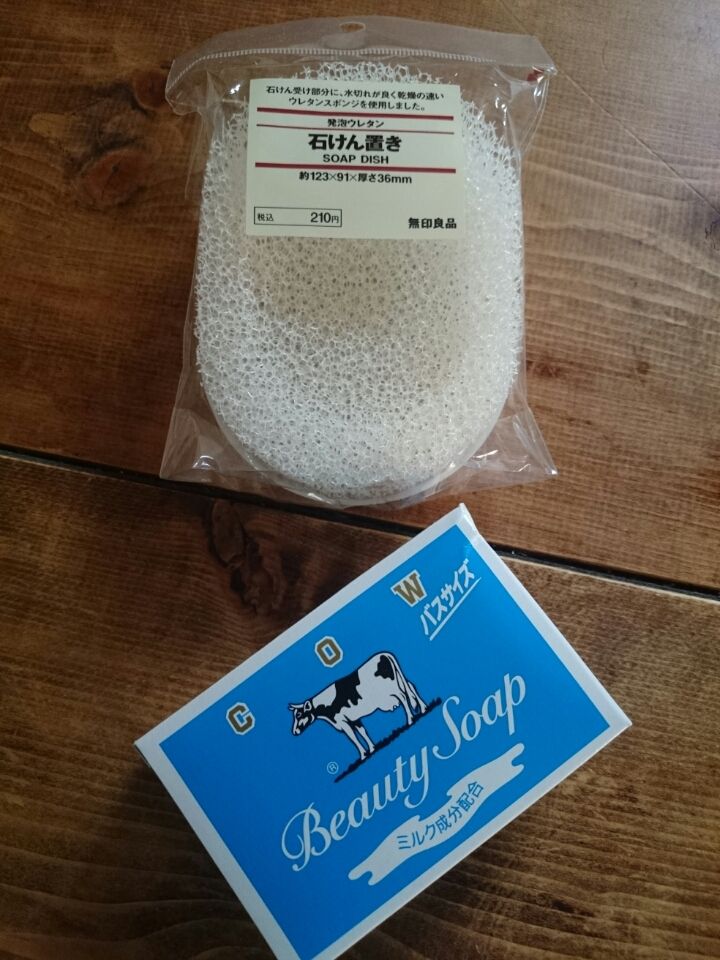 石けん受け部分に、水切れが良く乾燥の速い
ウレタンスポンジを使用しました。
発泡ウレタン
石けん置き
SOAP DISH
約123×91×厚さ36mm
税込 210円
無印良品
COW
バスサイズ
®
Beauty Soap
ミルク成分配合